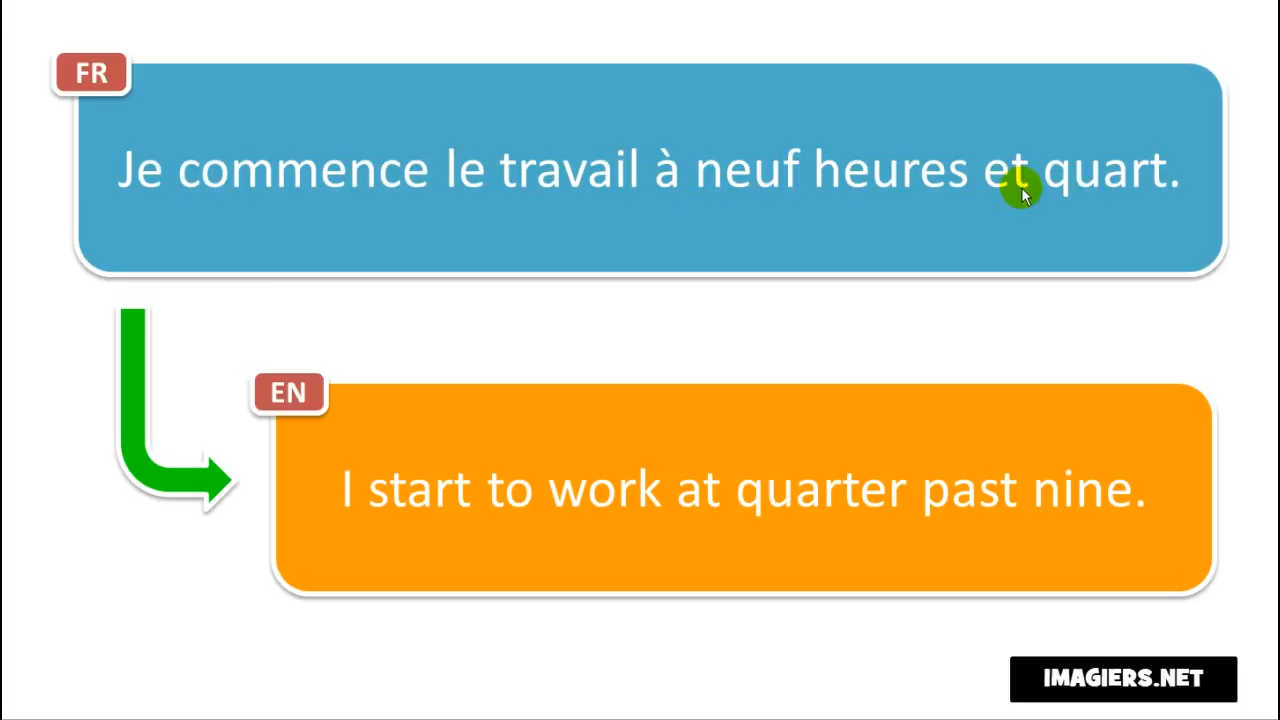 FR
Je commence le travail à neuf heures et quart.
EN
I start to work at quarter past nine.
IMAGIERS.NET